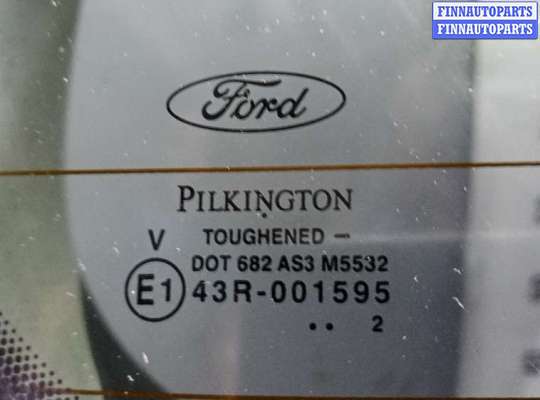 FINNAUTOPARTS
FINNAUTOPARTS
Ford
PILKINGTON
V TOUGHENED –
DOT 682 AS3 M5532
E1 43R-001595
.. 2